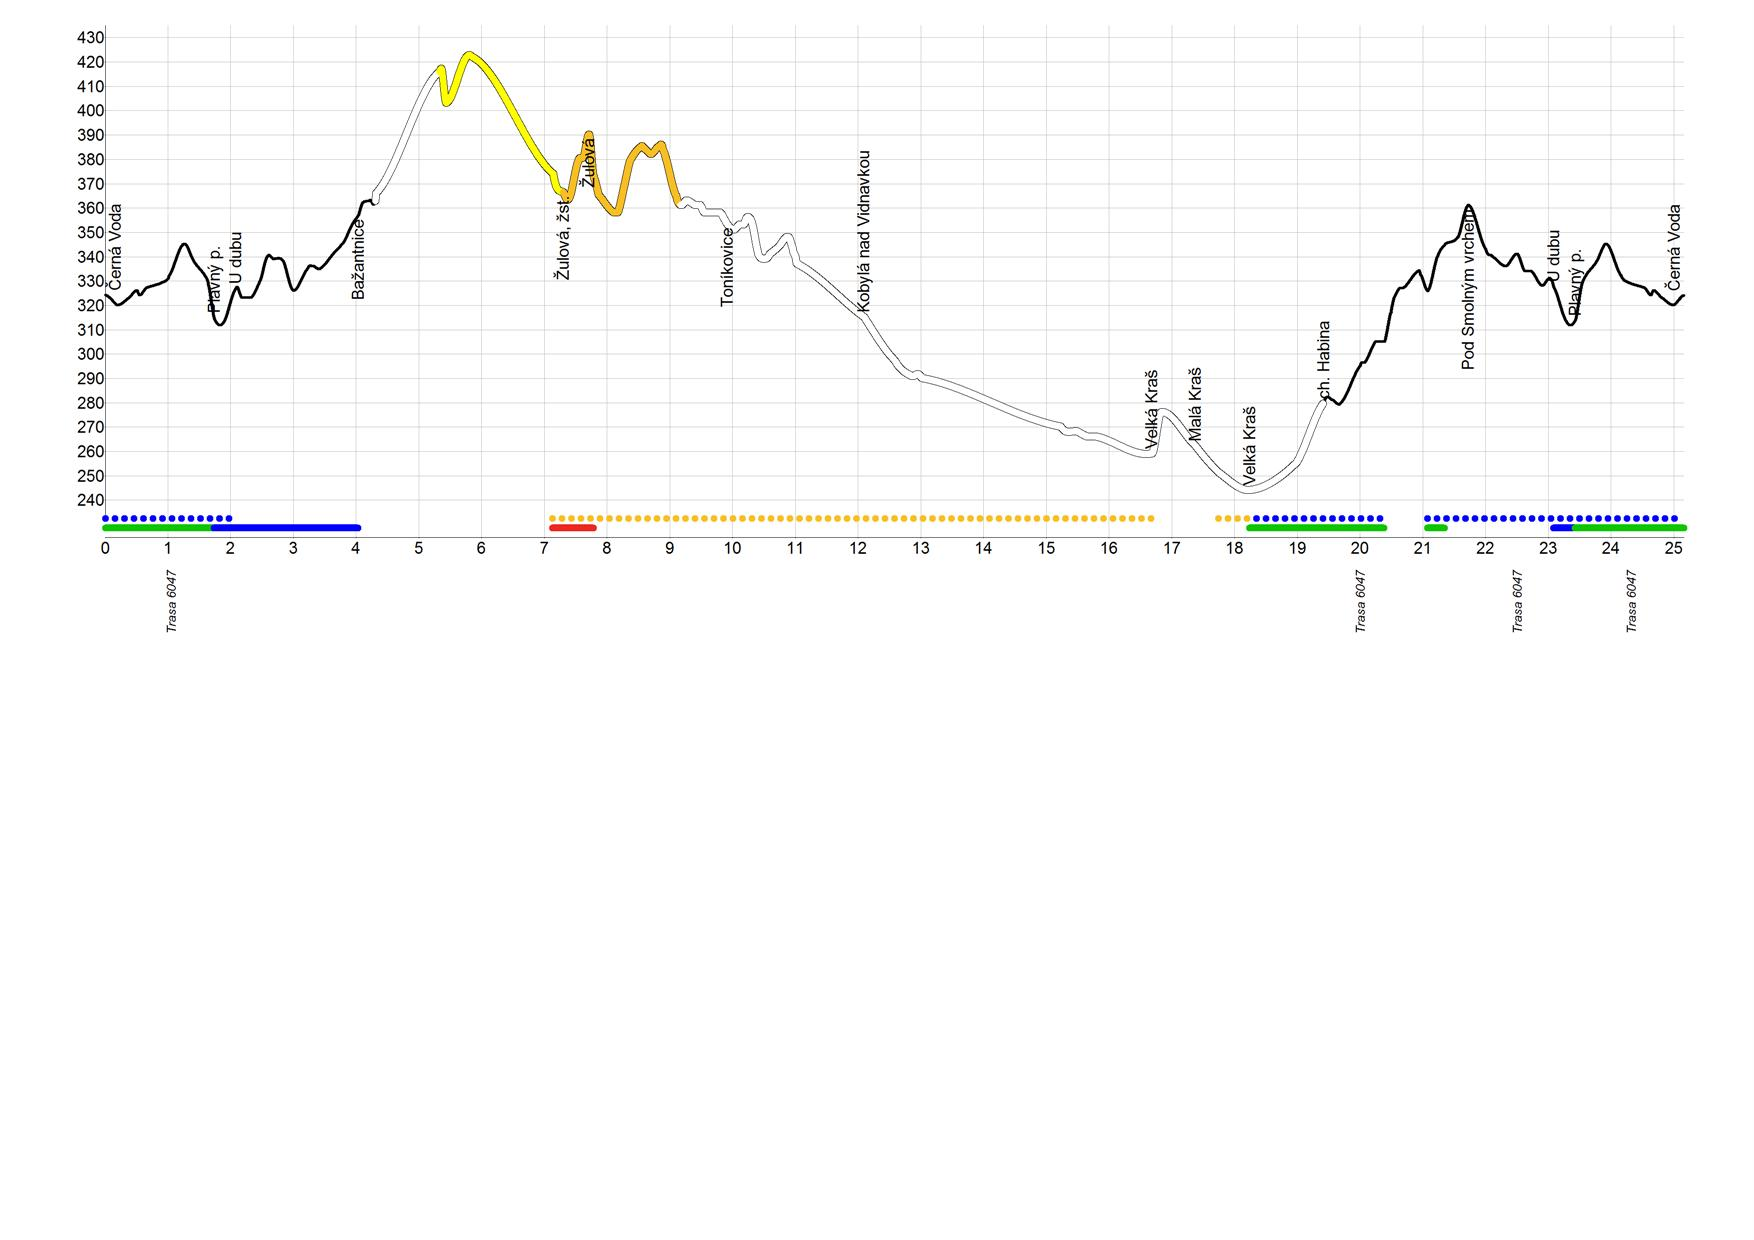 430
420
410
400
390
380
370
360
350
340
330
320
310
300
290
280
270
260
250
240
Černá Voda
Plavný p.
U dubu
Bažantnice
Žulová, žst.
Žulová
Toníkovice
Kobylá nad Vidnavkou
Velká Kraš
Malá Kraš
Velká Kraš
ch. Habina
Pod Smolným vrchem
U dubu
Plavný p.
Černá Voda
0 1 2 3 4 5 6 7 8 9 10 11 12 13 14 15 16 17 18 19 20 21 22 23 24 25
Trasa 6047
Trasa 6047
Trasa 6047
Trasa 6047